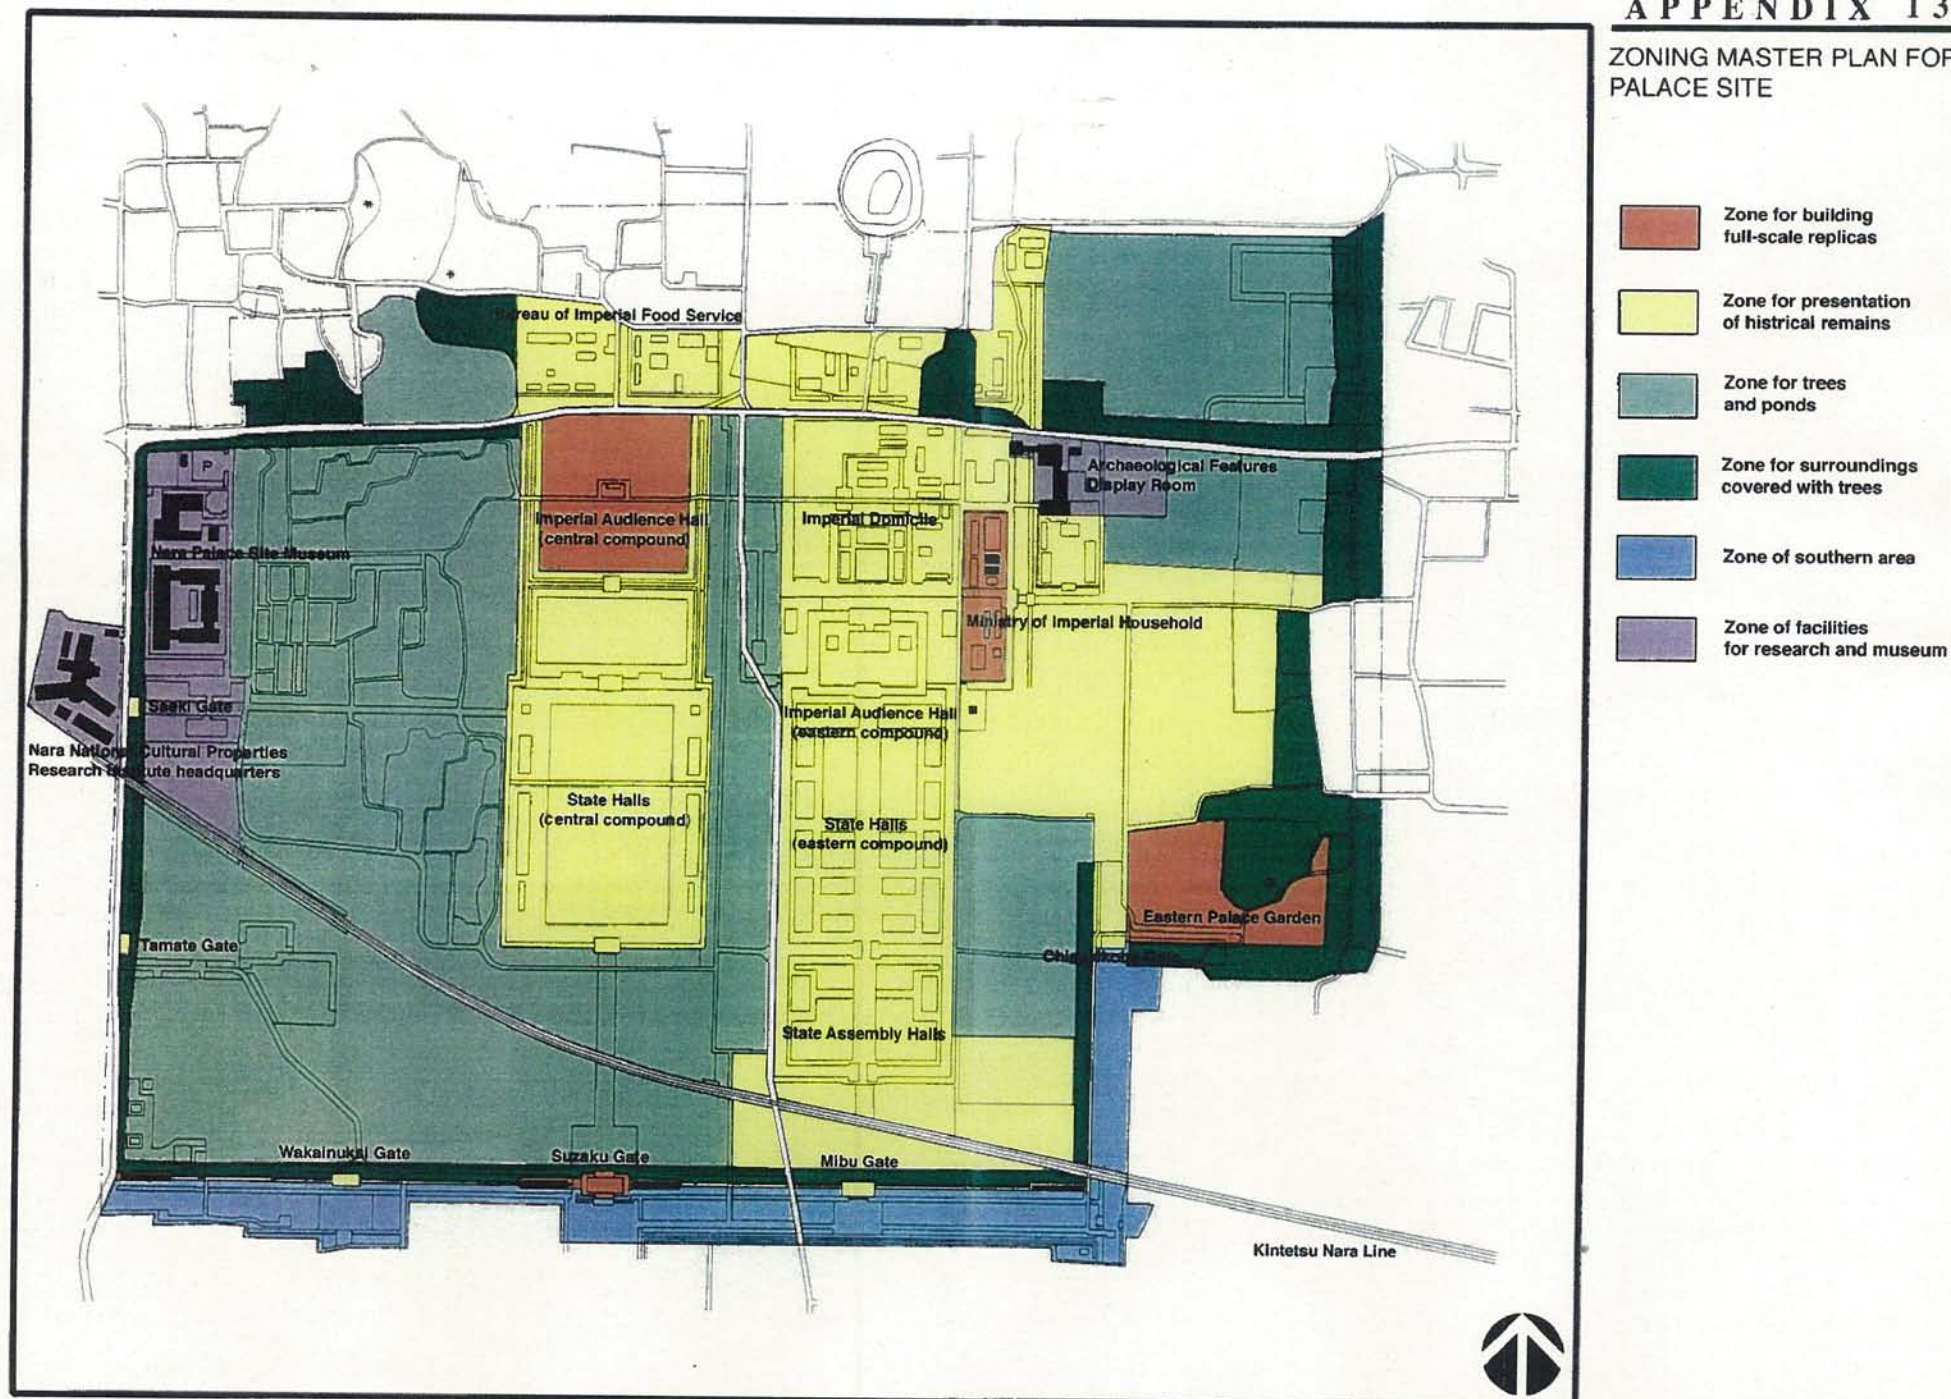 APPENDIX 13
ZONING MASTER PLAN FOR
PALACE SITE
Zone for building
full-scale replicas
Zone for presentation
of histrical remains
Zone for trees
and ponds
Zone for surroundings
covered with trees
Zone of southern area
Zone of facilities
for research and museum
of Imperial Food Service
P
Archaeological Features
Display Room
Imperial Audience Hall
(central compound)
Imperial Domicile
Nara Palace Site Museum
Ministry of Imperial Household
Saeki Gate
Imperial Audience Hall
(eastern compound)
Nara National Cultural Properties
Research Institute headquarters
State Halls
(central compound)
State Halls
(eastern compound)
Eastern Palace Garden
Tamate Gate
State Assembly Halls
Wakainukai Gate
Suzaku Gate
Mibu Gate
Kintetsu Nara Line